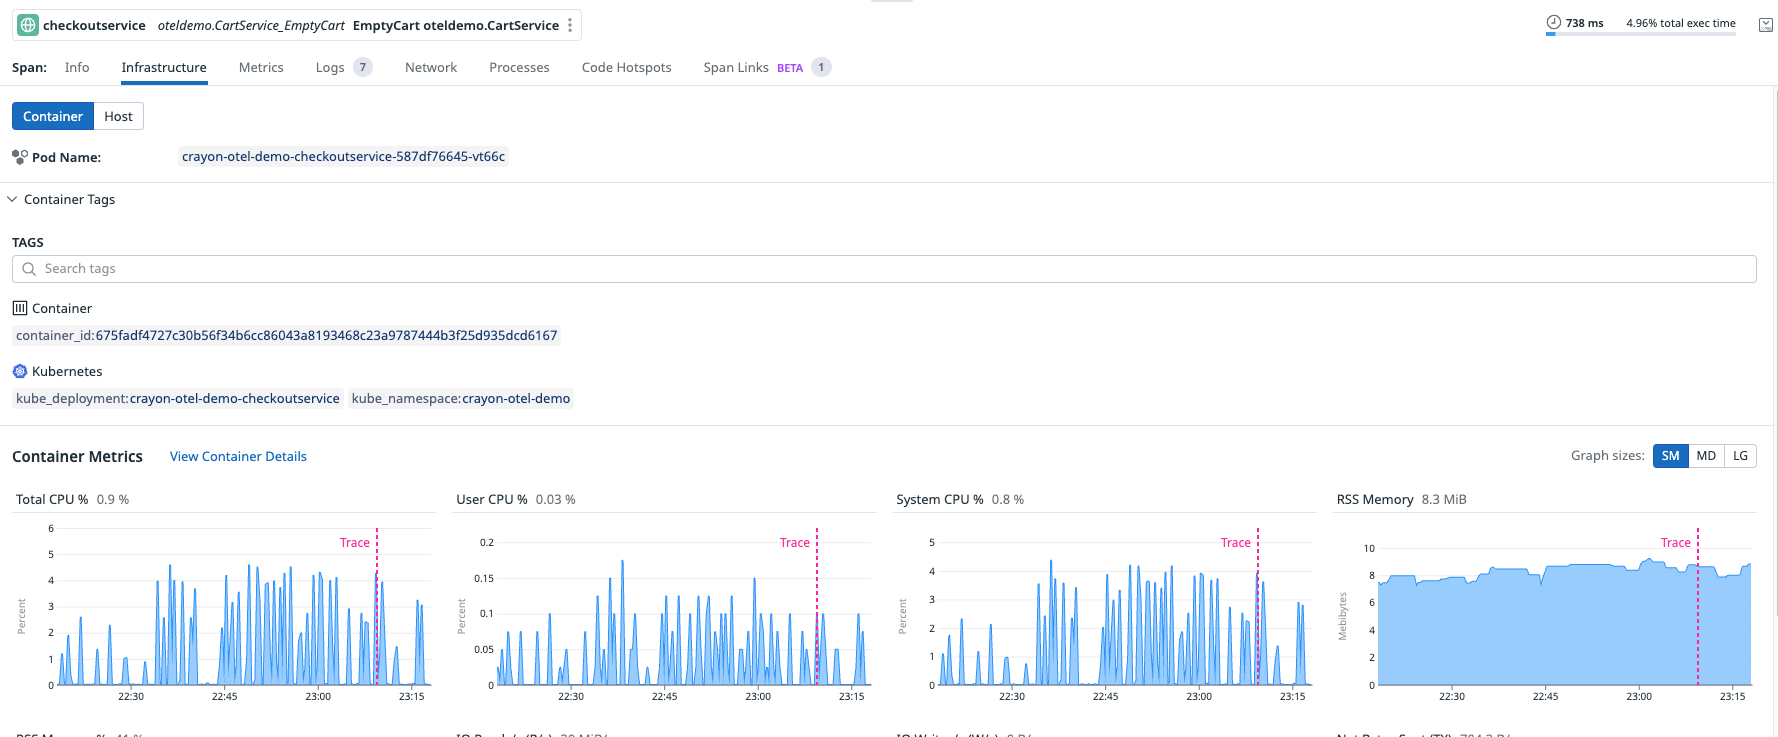 checkoutservice oteldemo.CartService_EmptyCart EmptyCart oteldemo.CartService 738 ms 4.96% total exec time
Span: Info Infrastructure Metrics Logs 7 Network Processes Code Hotspots Span Links BETA 1
Container Host
Pod Name: crayon-otel-demo-checkoutservice-587df76645-vt66c
Container Tags
TAGS
Search tags
Container
container_id:675fadf4727c30b56f34b6cc86043a8193468c23a9787444b3f25d935dcd6167
Kubernetes
kube_deployment:crayon-otel-demo-checkoutservice kube_namespace:crayon-otel-demo
Container Metrics View Container Details Graph sizes: SM MD LG
Total CPU % 0.9 %
Percent
6
5
4
3
2
1
0
Trace
22:30 22:45 23:00 23:15
User CPU % 0.03 %
Percent
0.2
0.15
0.1
0.05
0
Trace
22:30 22:45 23:00 23:15
System CPU % 0.8 %
Percent
5
4
3
2
1
0
Trace
22:30 22:45 23:00 23:15
RSS Memory 8.3 MiB
Mebibytes
10
8
6
4
2
0
Trace
22:30 22:45 23:00 23:15